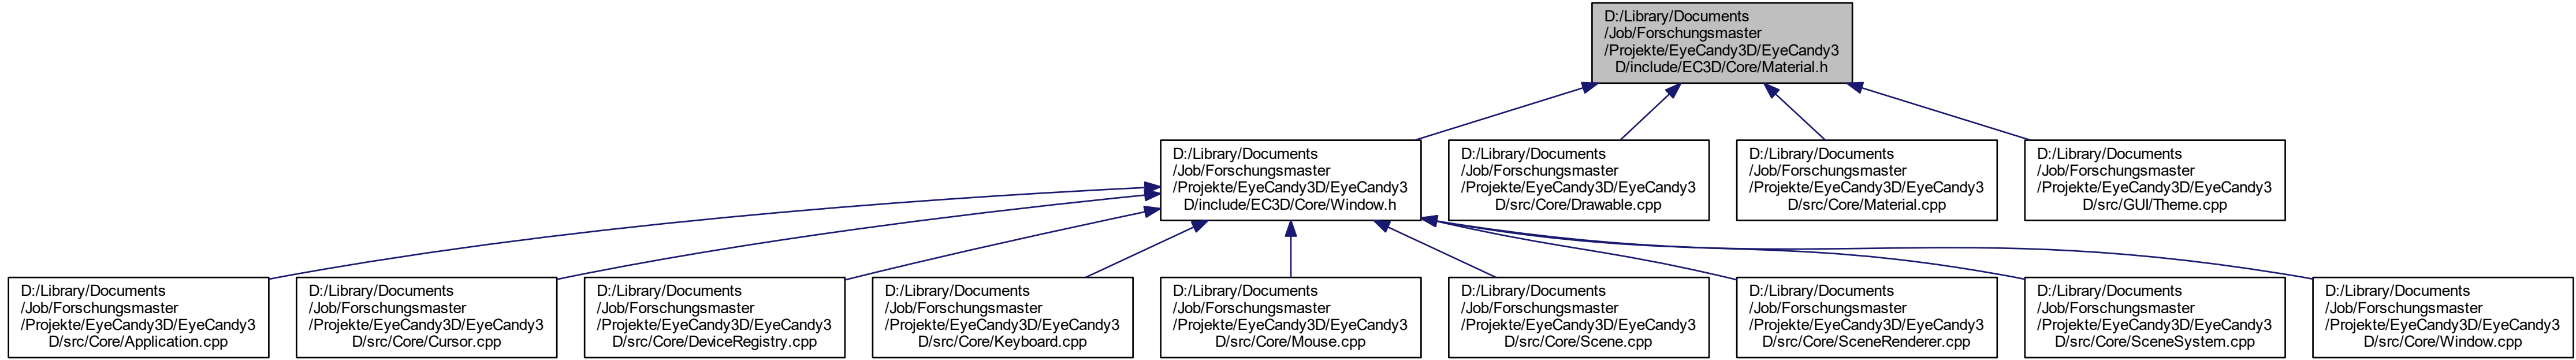 D:/Library/Documents
/Job/Forschungsmaster
/Projekte/EyeCandy3D/EyeCandy3
D/include/EC3D/Core/Material.h
D:/Library/Documents
/Job/Forschungsmaster
/Projekte/EyeCandy3D/EyeCandy3
D/include/EC3D/Core/Window.h
D:/Library/Documents
/Job/Forschungsmaster
/Projekte/EyeCandy3D/EyeCandy3
D/src/Core/Drawable.cpp
D:/Library/Documents
/Job/Forschungsmaster
/Projekte/EyeCandy3D/EyeCandy3
D/src/Core/Material.cpp
D:/Library/Documents
/Job/Forschungsmaster
/Projekte/EyeCandy3D/EyeCandy3
D/src/GUI/Theme.cpp
D:/Library/Documents
/Job/Forschungsmaster
/Projekte/EyeCandy3D/EyeCandy3
D/src/Core/Application.cpp
D:/Library/Documents
/Job/Forschungsmaster
/Projekte/EyeCandy3D/EyeCandy3
D/src/Core/Cursor.cpp
D:/Library/Documents
/Job/Forschungsmaster
/Projekte/EyeCandy3D/EyeCandy3
D/src/Core/DeviceRegistry.cpp
D:/Library/Documents
/Job/Forschungsmaster
/Projekte/EyeCandy3D/EyeCandy3
D/src/Core/Keyboard.cpp
D:/Library/Documents
/Job/Forschungsmaster
/Projekte/EyeCandy3D/EyeCandy3
D/src/Core/Mouse.cpp
D:/Library/Documents
/Job/Forschungsmaster
/Projekte/EyeCandy3D/EyeCandy3
D/src/Core/Scene.cpp
D:/Library/Documents
/Job/Forschungsmaster
/Projekte/EyeCandy3D/EyeCandy3
D/src/Core/SceneRenderer.cpp
D:/Library/Documents
/Job/Forschungsmaster
/Projekte/EyeCandy3D/EyeCandy3
D/src/Core/SceneSystem.cpp
D:/Library/Documents
/Job/Forschungsmaster
/Projekte/EyeCandy3D/EyeCandy3
D/src/Core/Window.cpp